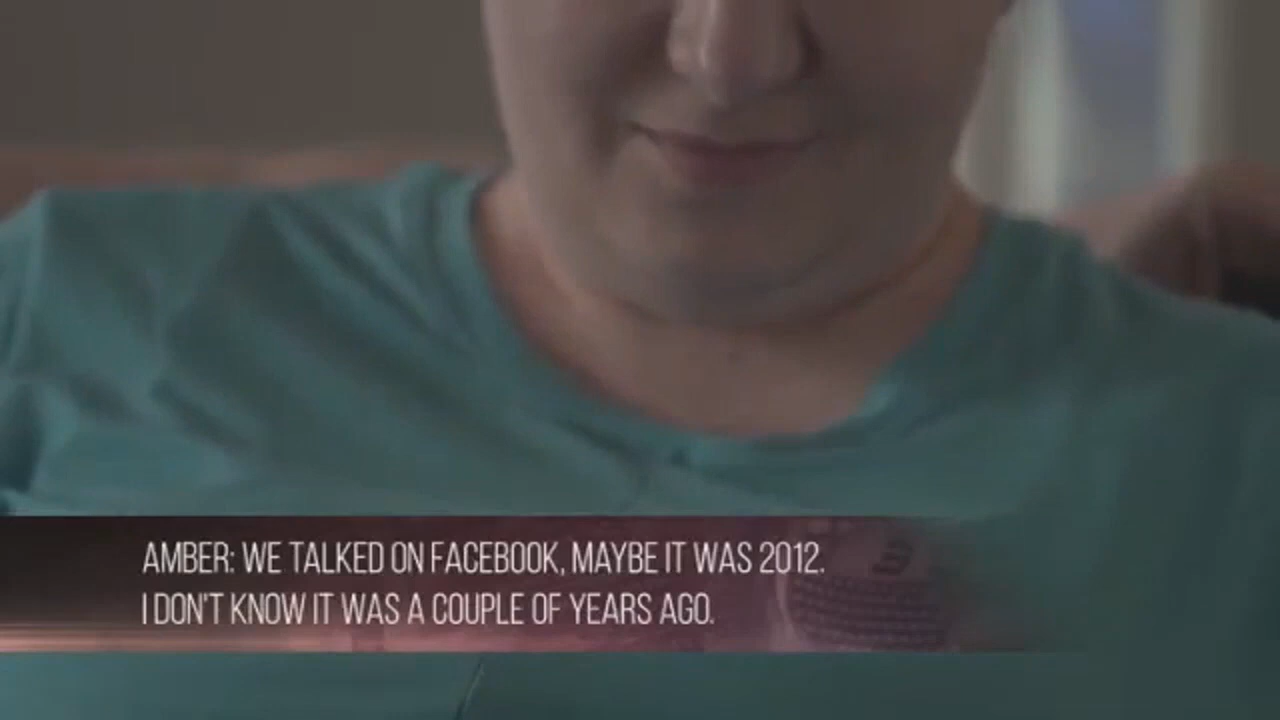 AMBER: WE TALKED ON FACEBOOK, MAYBE IT WAS 2012.
I DON'T KNOW IT WAS A COUPLE OF YEARS AGO.